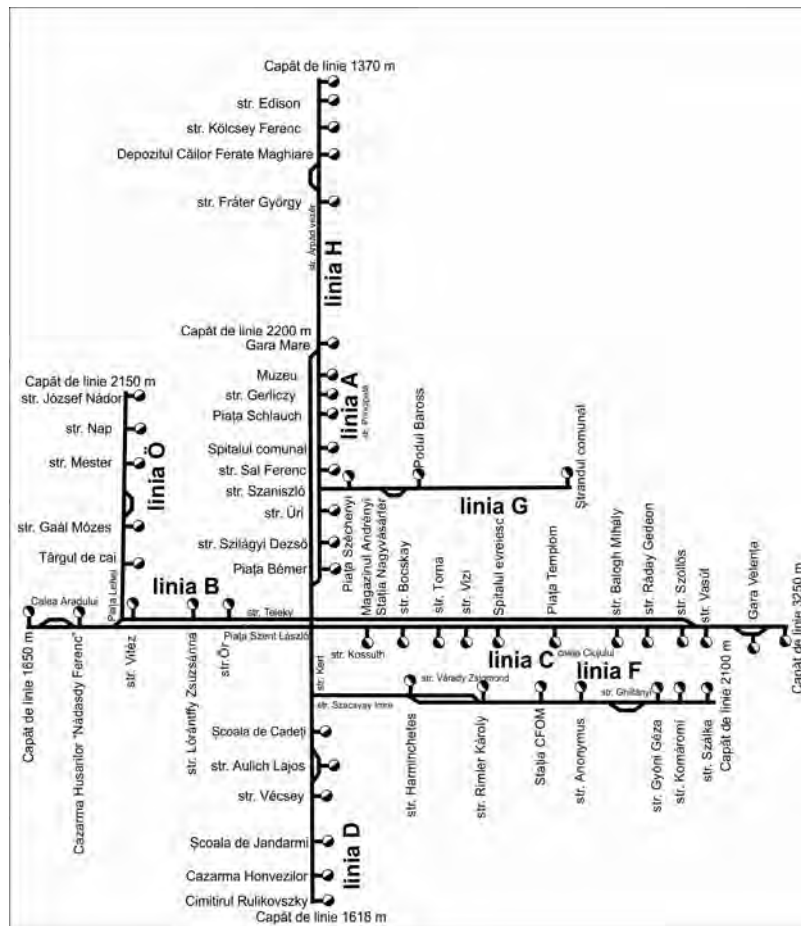 Capăt de linie 1370 m
str. Edison
str. Kölcsey Ferenc
Depozitul Căilor Ferate Maghiare
str. Fráter György
str. Árpád vezér
linia H
Capăt de linie 2200 m
Gara Mare
Muzeu
str. Gerliczy
Piața Schlauch
linia A
str. Principală
Spitalul comunal
str. Sal Ferenc
str. Szaniszló
str. Úri
str. Szilágyi Dezső
Piața Bémer
Capăt de linie 2150 m
str. József Nádor
str. Nap
str. Mester
linia Ö
str. Gaál Mózes
Târgul de cai
Piața Lehel
linia B
Calea Aradului
str. Teleky
Piața Szent László
Capăt de linie 1650 m
Cazarma Husarilor "Nádasdy Ferenc"
str. Vitéz
str. Lórántffy Zsuzsánna
str. Őr
Piața Széchenyi
Podul Baross
Ștrandul comunal
linia G
Magazinul Andrényi
Stația Nagyvásártér
str. Bocskay
str. Toma
str. Vizi
Spitalul evreiesc
Piața Templom
str. Balogh Mihály
str. Ráday Gedeon
str. Szőllős
str. Vasút
Gara Velența
Capăt de linie 3250 m
str. Kossuth
linia C
Calea Clujului
linia F
str. Kert
str. Várady Zsigmond
str. Szacsvay Imre
str. Ghillányi
str. Harminchetes
str. Rimler Károly
Stația CFOM
str. Anonymus
str. Gyóni Géza
str. Komáromi
str. Szálka
Capăt de linie 2100 m
Școala de Cadeți
str. Aulich Lajos
str. Vécsey
Școala de Jandarmi
Cazarma Honvezilor
Cimitirul Rulikovszky
linia D
Capăt de linie 1618 m